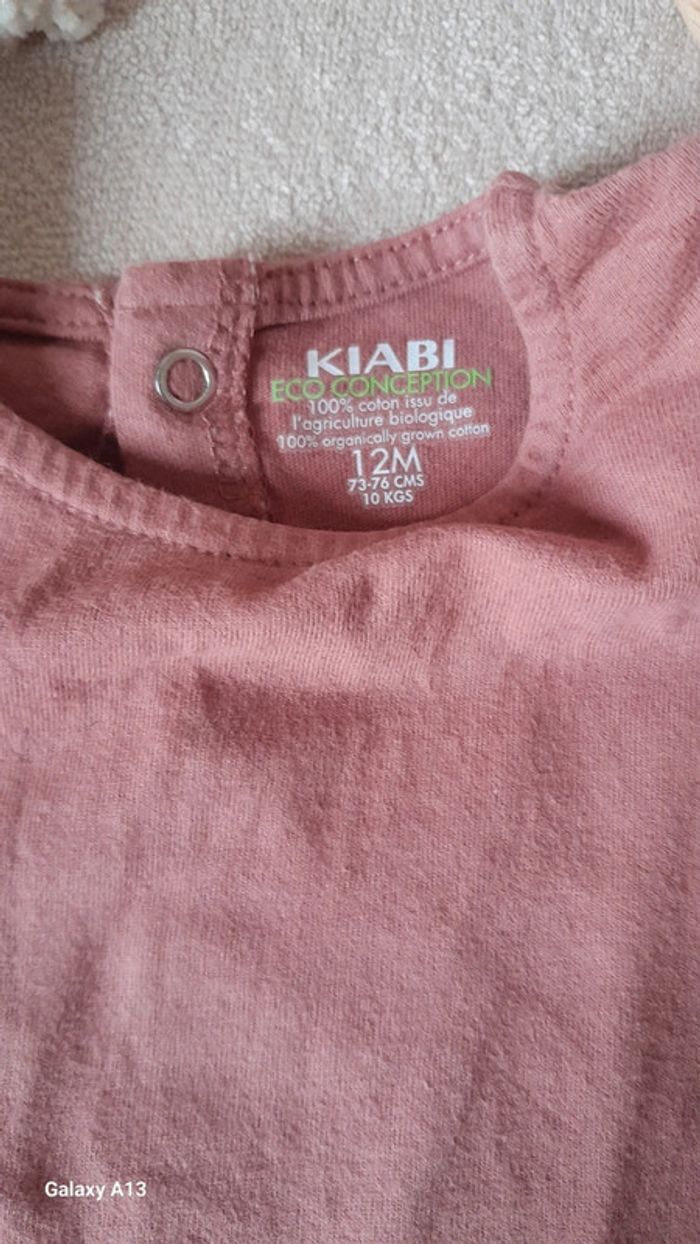 KIABI
ECO CONCEPTION
100% coton issu de
l'agriculture biologique
100% organically grown cotton
12M
73-76 CMS
10 KGS
Galaxy A13